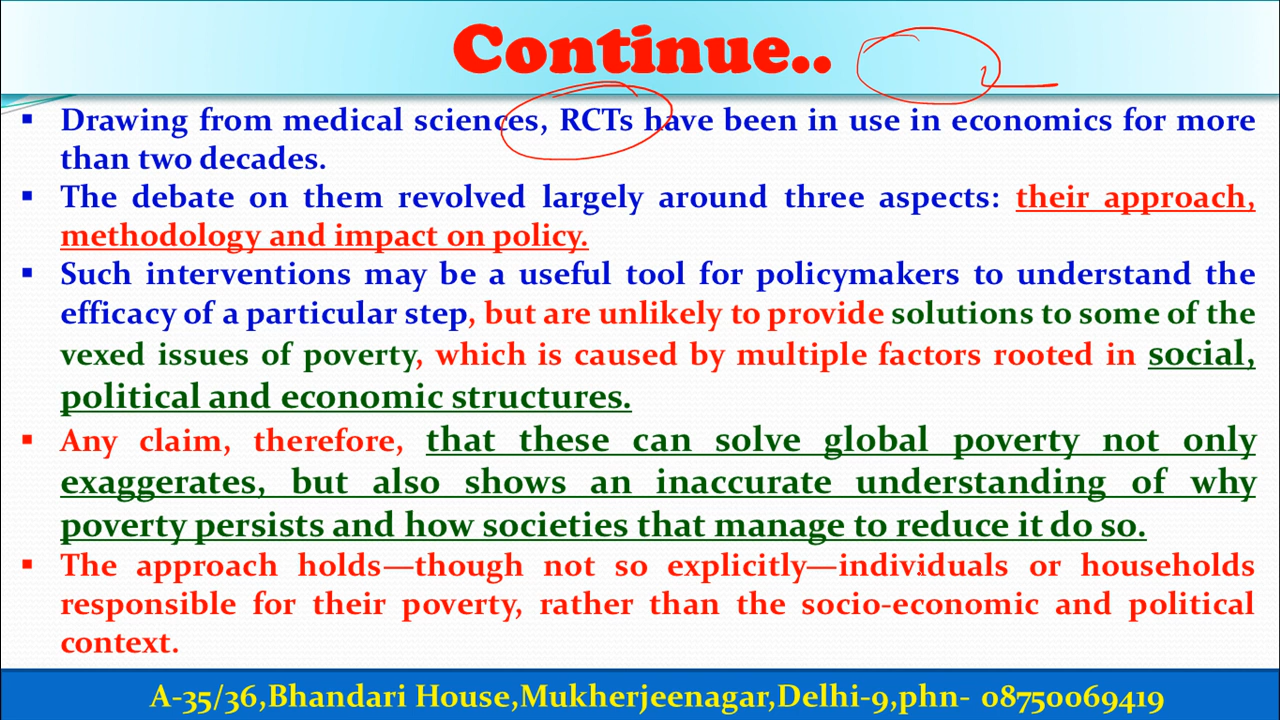 Continue..
▪ Drawing from medical sciences, RCTs have been in use in economics for more
than two decades.
▪ The debate on them revolved largely around three aspects: their approach,
methodology and impact on policy.
▪ Such interventions may be a useful tool for policymakers to understand the
efficacy of a particular step, but are unlikely to provide solutions to some of the
vexed issues of poverty, which is caused by multiple factors rooted in social,
political and economic structures.
▪ Any claim, therefore, that these can solve global poverty not only
exaggerates, but also shows an inaccurate understanding of why
poverty persists and how societies that manage to reduce it do so.
▪ The approach holds—though not so explicitly—individuals or households
responsible for their poverty, rather than the socio-economic and political
context.
A-35/36,Bhandari House,Mukherjeenagar,Delhi-9,phn- 08750069419